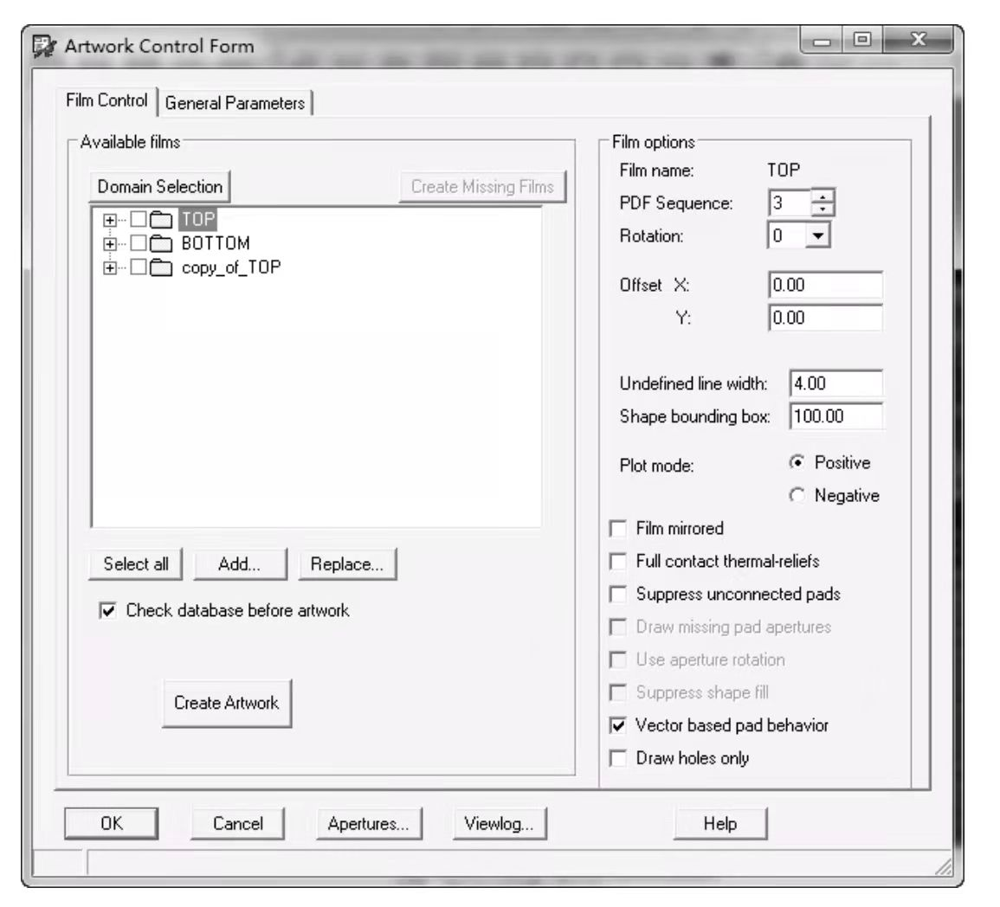 Artwork Control Form
Film Control
General Parameters
Available films
Domain Selection
Create Missing Films
TOP
BOTTOM
copy_of_TOP
Select all
Add...
Replace...
Check database before artwork
Create Artwork
Film options
Film name: TOP
PDF Sequence: 3
Rotation: 0
Offset X: 0.00
Y: 0.00
Undefined line width: 4.00
Shape bounding box: 100.00
Plot mode: Positive
Negative
Film mirrored
Full contact thermal-reliefs
Suppress unconnected pads
Draw missing pad apertures
Use aperture rotation
Suppress shape fill
Vector based pad behavior
Draw holes only
OK
Cancel
Apertures...
Viewlog...
Help